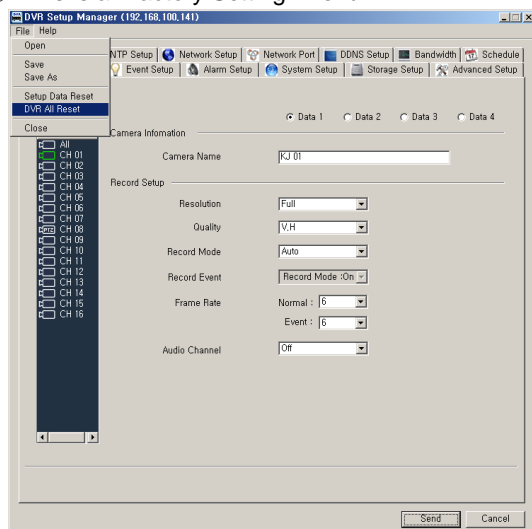 DVR Setup Manager (192,168,100,141)
File Help
Open
Save
Save As
Setup Data Reset
DVR All Reset
Close
NTP Setup Network Setup Network Port DDNS Setup Bandwidth Schedule
Event Setup Alarm Setup System Setup Storage Setup Advanced Setup
Data 1 Data 2 Data 3 Data 4
All
CH 01
CH 02
CH 03
CH 04
CH 05
CH 06
CH 07
PTZ CH 08
CH 09
CH 10
CH 11
CH 12
CH 13
CH 14
CH 15
CH 16
Camera Infomation
Camera Name KJ 01
Record Setup
Resolution Full
Quality V,H
Record Mode Auto
Record Event Record Mode :On
Frame Rate Normal : 6
Event : 6
Audio Channel Off
Send Cancel